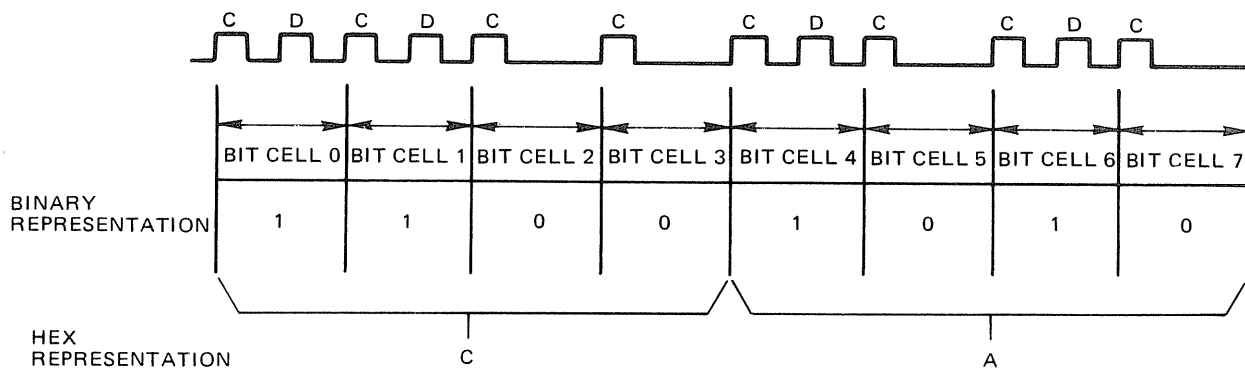 C D C D C C C D C C D C
BIT CELL 0 BIT CELL 1 BIT CELL 2 BIT CELL 3 BIT CELL 4 BIT CELL 5 BIT CELL 6 BIT CELL 7
BINARY
REPRESENTATION 1 1 0 0 1 0 1 0
HEX
REPRESENTATION C A